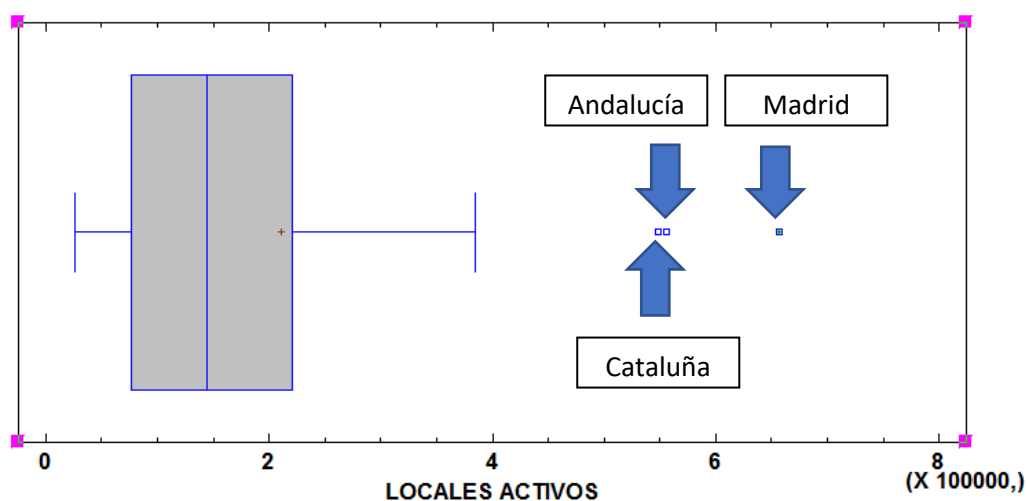 Andalucía Madrid
Cataluña
0 2 4 6 8
LOCALES ACTIVOS (X 100000,)